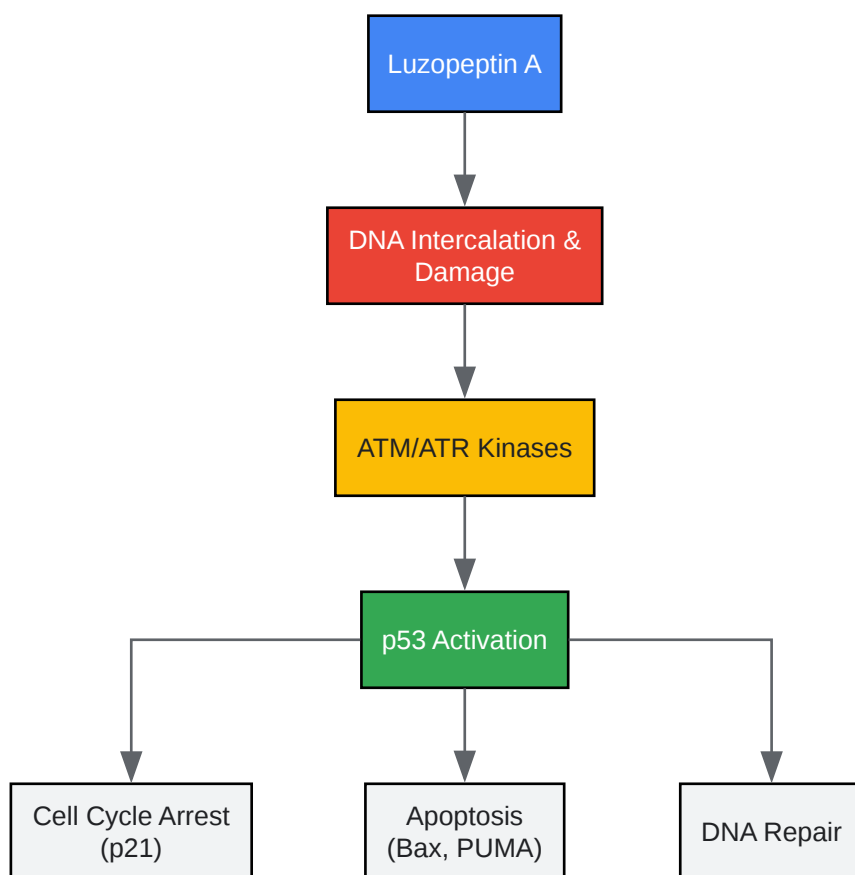 Luzopeptin A
DNA Intercalation &
Damage
ATM/ATR Kinases
p53 Activation
Cell Cycle Arrest
(p21)
Apoptosis
(Bax, PUMA)
DNA Repair